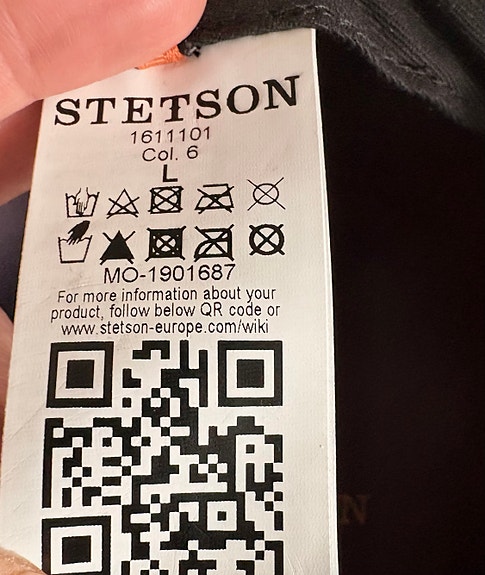 STETSON
1611101
Col. 6
L
MO-1901687
For more information about your
product, follow below QR code or
www.stetson-europe.com/wiki
N